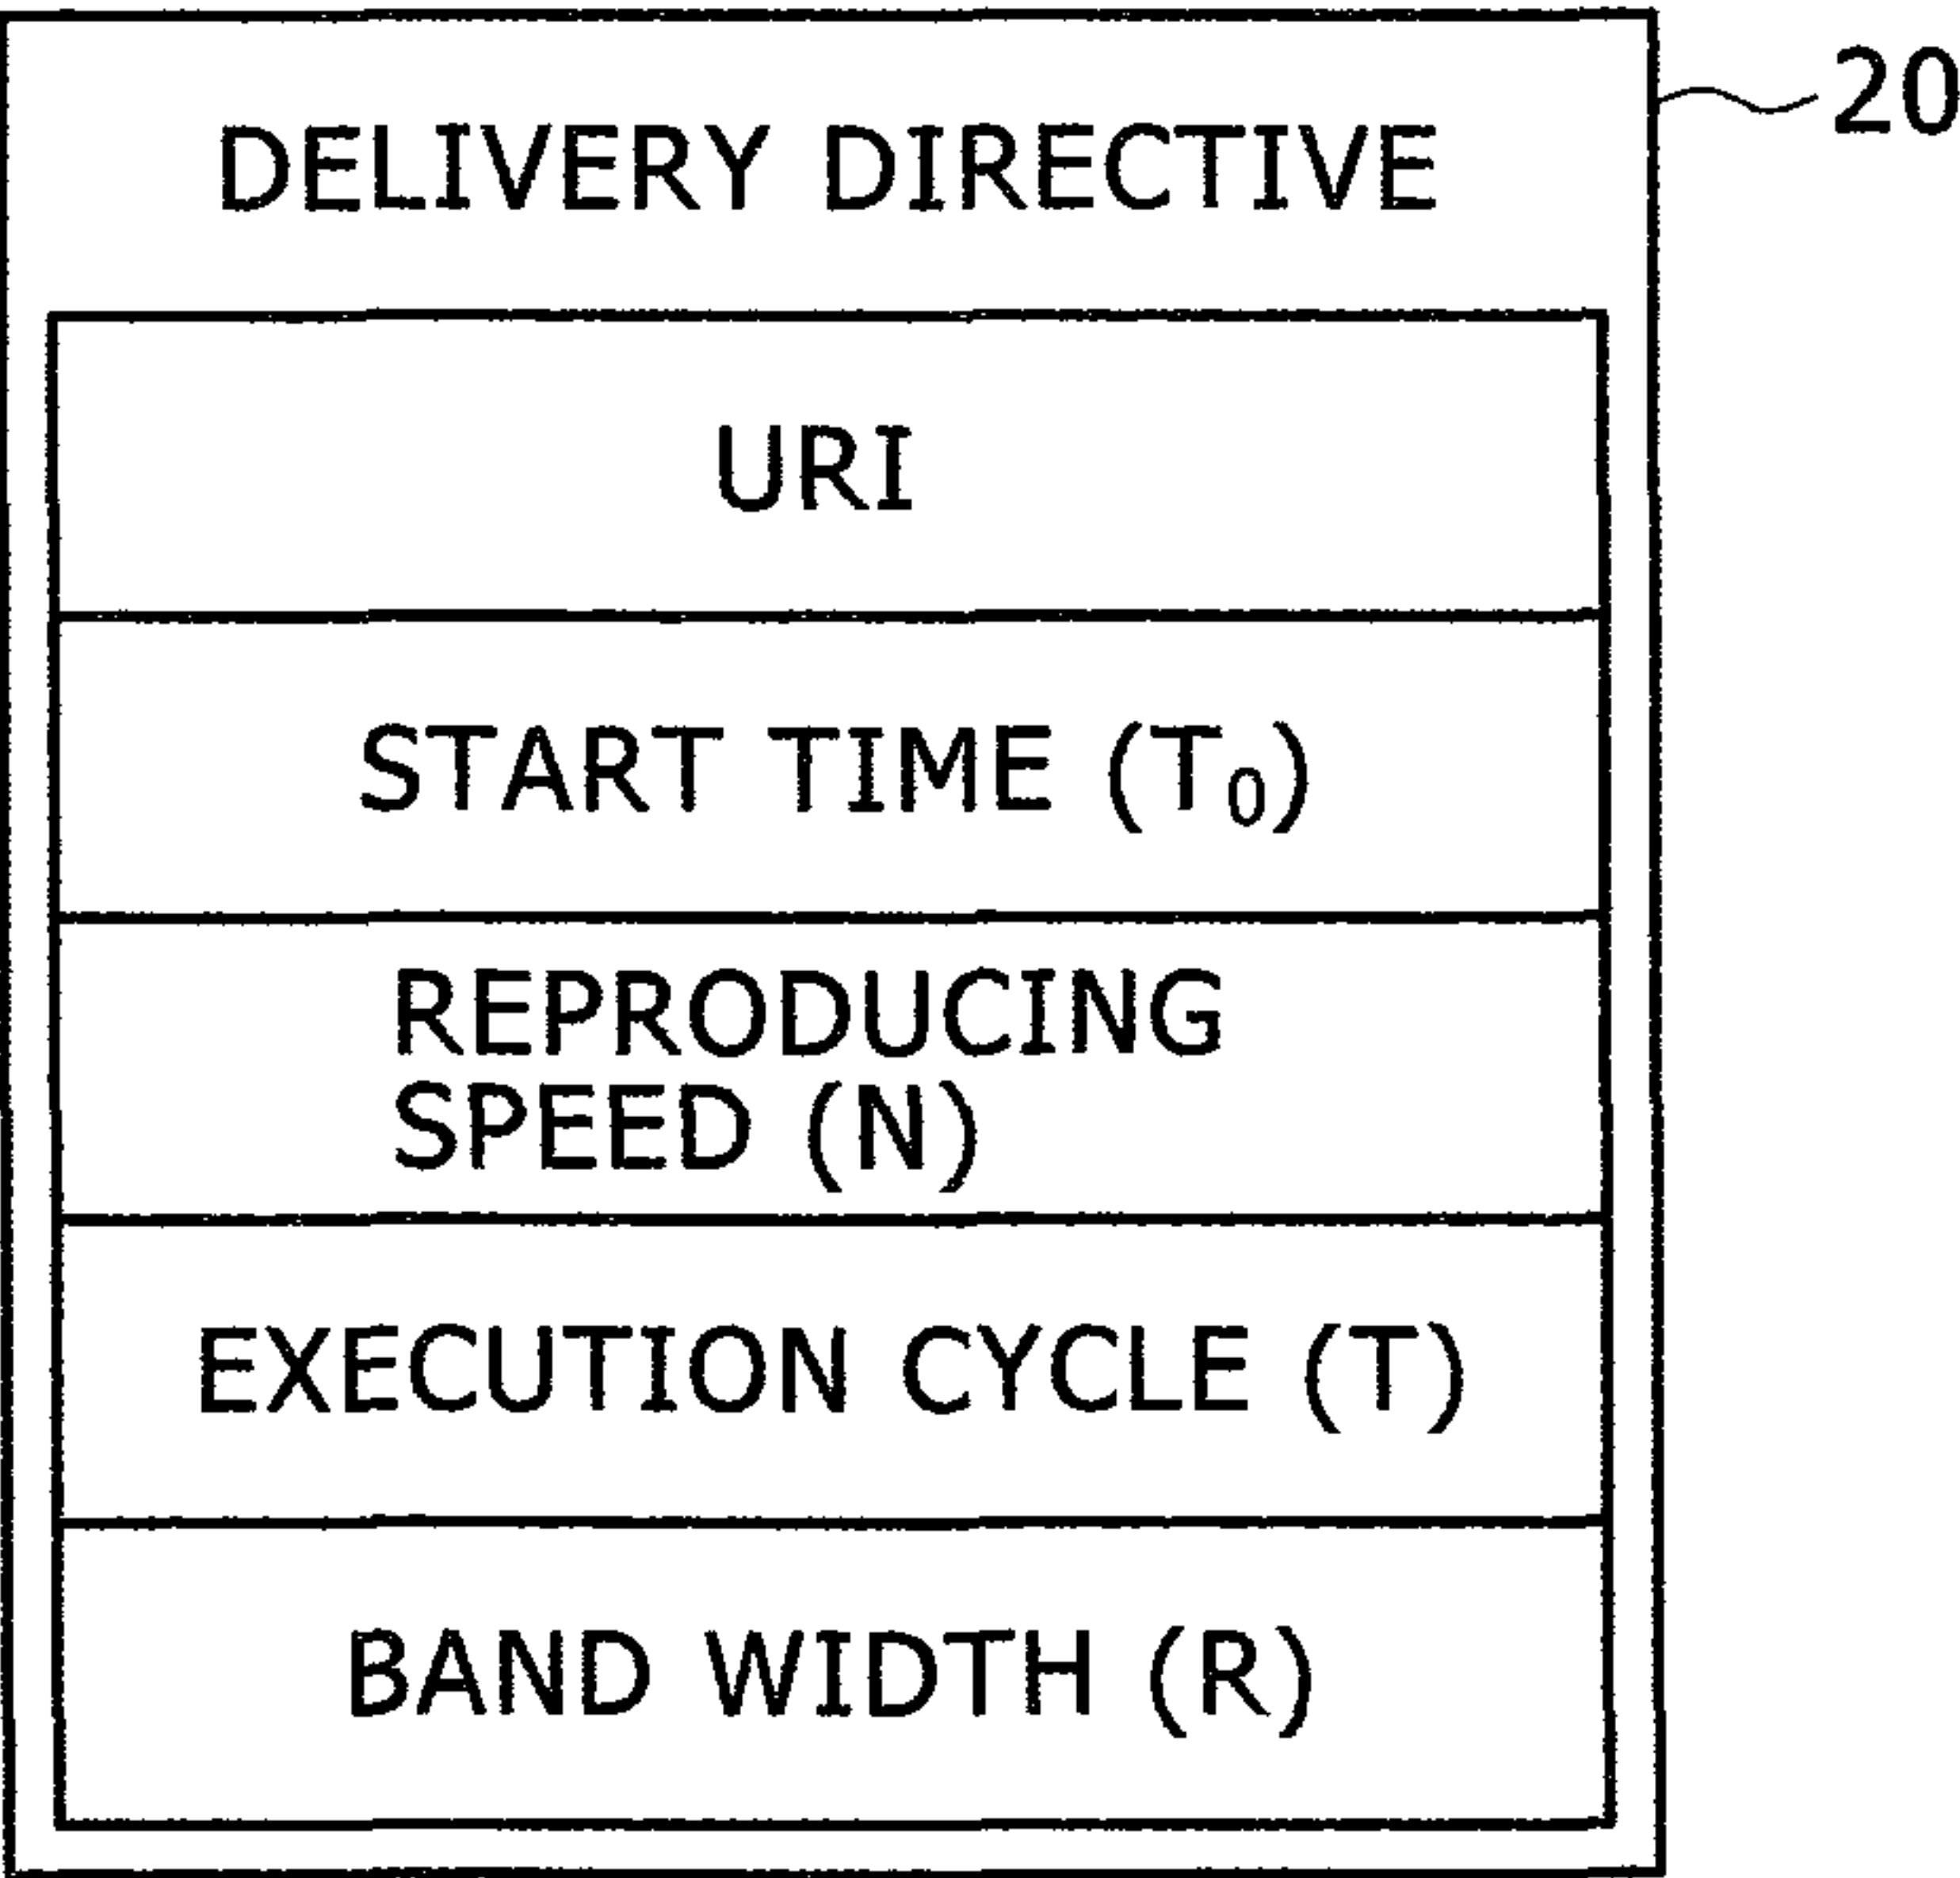 20
DELIVERY DIRECTIVE
URI
START TIME (T₀)
REPRODUCING
SPEED (N)
EXECUTION CYCLE (T)
BAND WIDTH (R)